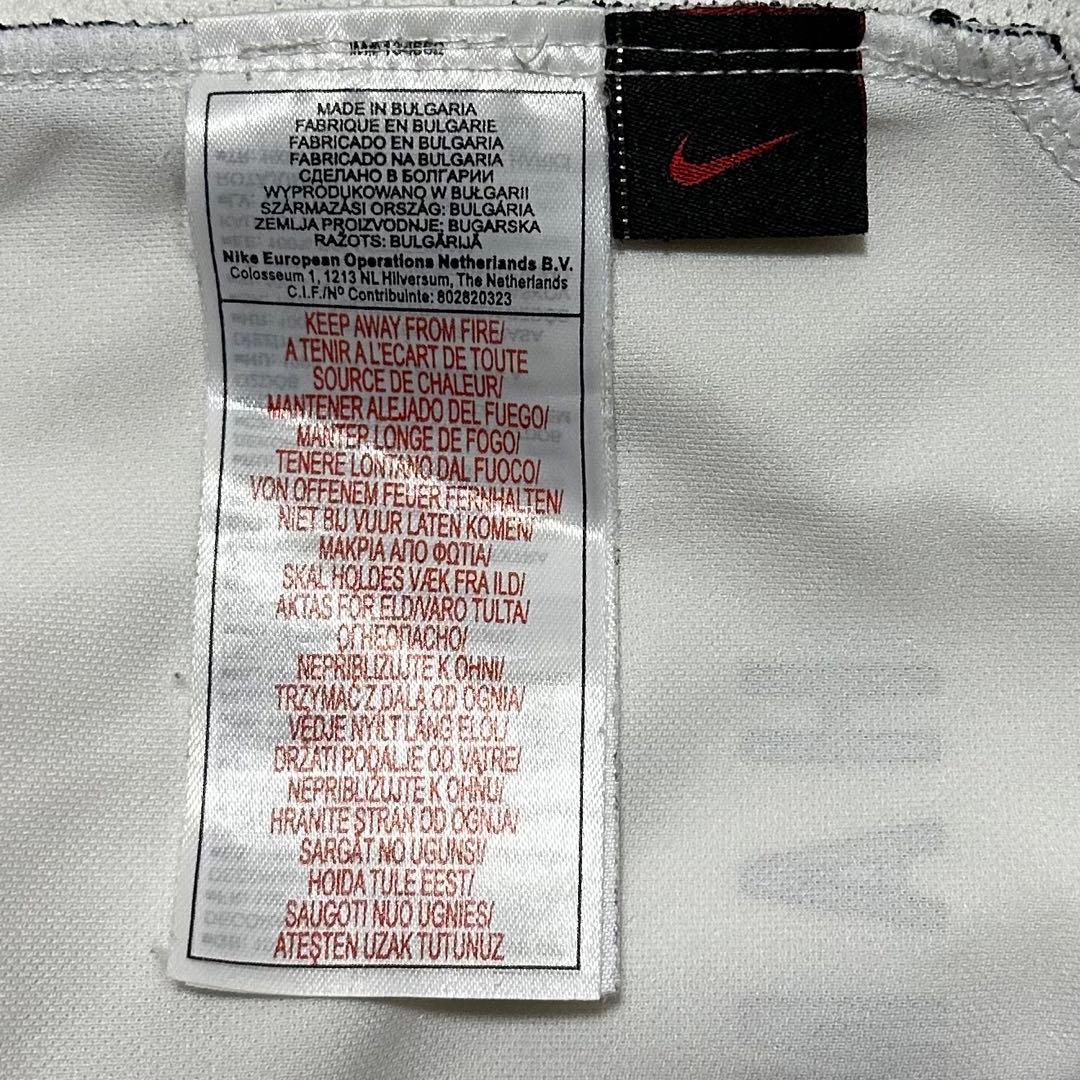 MADE IN BULGARIA
FABRIQUE EN BULGARIE
FABRICADO EN BULGARIA
FABRICADO NA BULGARIA
СДЕЛАНО В БОЛГАРИИ
WYPRODUKOWANO W BUŁGARII
SZÁRMAZÁSI ORSZÁG: BULGÁRIA
ZEMLJA PROIZVODNJE: BUGARSKA
RAŽOTS: BULGĀRIJĀ
Nike European Operations Netherlands B.V.
Colosseum 1, 1213 NL Hilversum, The Netherlands
C.I.F./Nº Contribuinte: 802820323
KEEP AWAY FROM FIRE/
A TENIR A L'ECART DE TOUTE
SOURCE DE CHALEUR/
MANTENER ALEJADO DEL FUEGO/
MANTER LONGE DE FOGO/
TENERE LONTANO DAL FUOCO/
VON OFFENEM FEUER FERNHALTEN/
NIET BIJ VUUR LATEN KOMEN/
ΜΑΚΡΙΑ ΑΠΟ ΦΩΤΙΑ/
SKAL HOLDES VÆK FRA ILD/
AKTAS FÖR ELD/VARO TULTA/
ОГНЕОПАСНО/
NEPRIBLIZUJTE K OHNI/
TRZYMAĆ Z DALA OD OGNIA/
VÉDJE NYÍLT LÁNG ELŐL/
DRŽATI PODALJE OD VATRE/
NEPRIBLIZUJTE K OHŇU/
HRANITE STRAN OD OGNJA/
SARGĀT NO UGUNS!/
HOIDA TULE EEST/
SAUGOTI NUO UGNIES/
ATEŞTEN UZAK TUTUNUZ